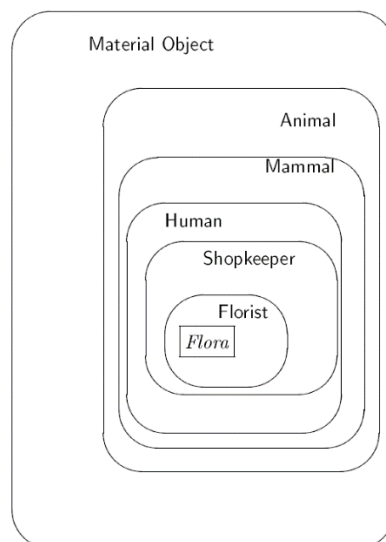 Material Object
Animal
Mammal
Human
Shopkeeper
Florist
Flora